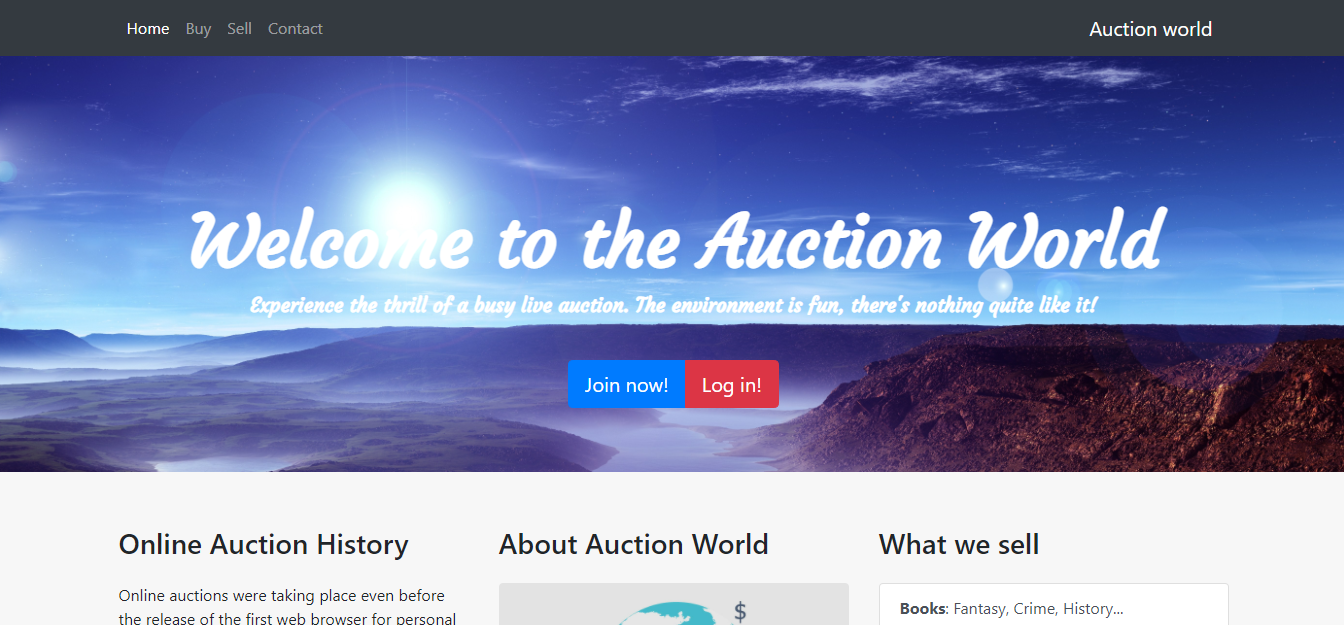 Home Buy Sell Contact Auction world
Welcome to the Auction World
Experience the thrill of a busy live auction. The environment is fun, there's nothing quite like it!
Join now! Log in!
Online Auction History
Online auctions were taking place even before
the release of the first web browser for personal
About Auction World
$
What we sell
Books: Fantasy, Crime, History...